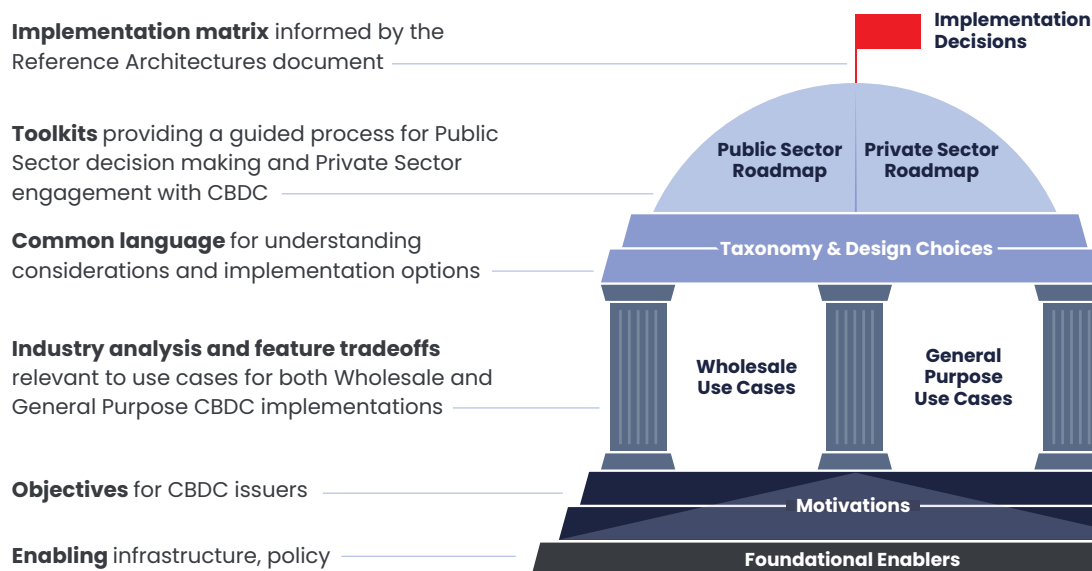 Implementation matrix informed by the
Reference Architectures document
Implementation
Decisions
Toolkits providing a guided process for Public
Sector decision making and Private Sector
engagement with CBDC
Public Sector
Roadmap
Private Sector
Roadmap
Common language for understanding
considerations and implementation options
Taxonomy & Design Choices
Industry analysis and feature tradeoffs
relevant to use cases for both Wholesale and
General Purpose CBDC implementations
Wholesale
Use Cases
General
Purpose
Use Cases
Objectives for CBDC issuers
Motivations
Enabling infrastructure, policy
Foundational Enablers